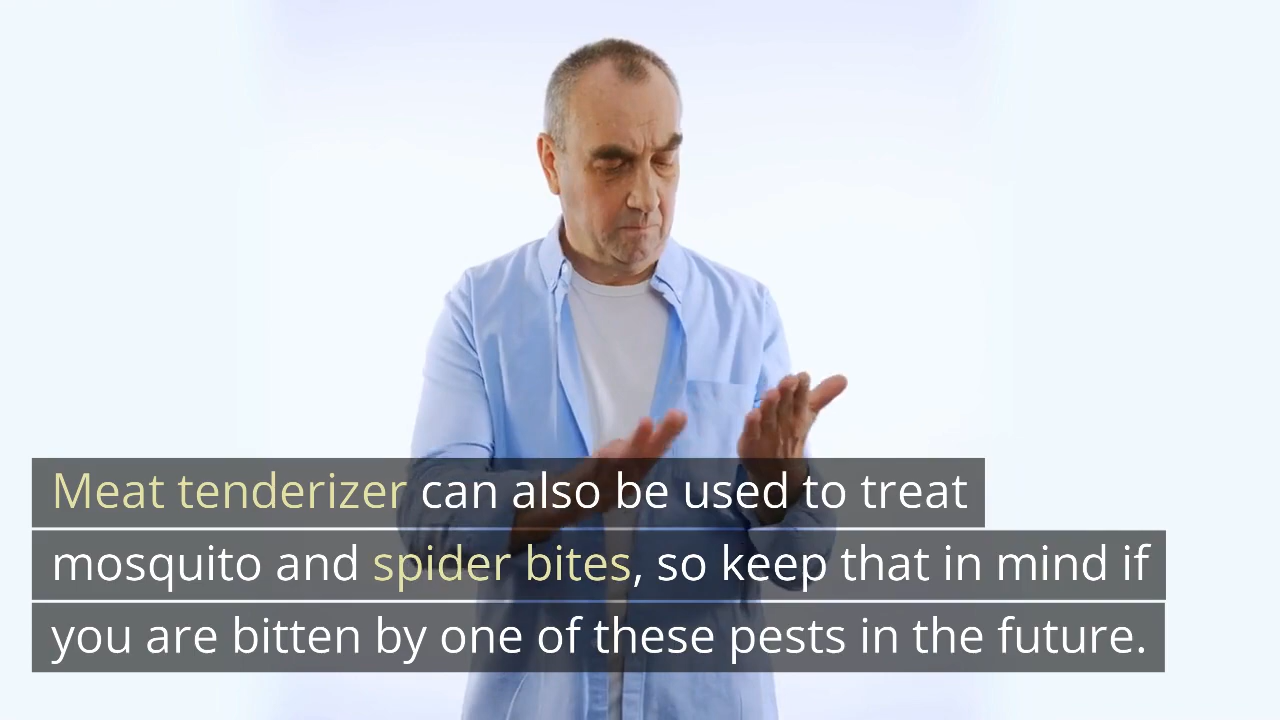 Meat tenderizer can also be used to treat
mosquito and spider bites, so keep that in mind if
you are bitten by one of these pests in the future.